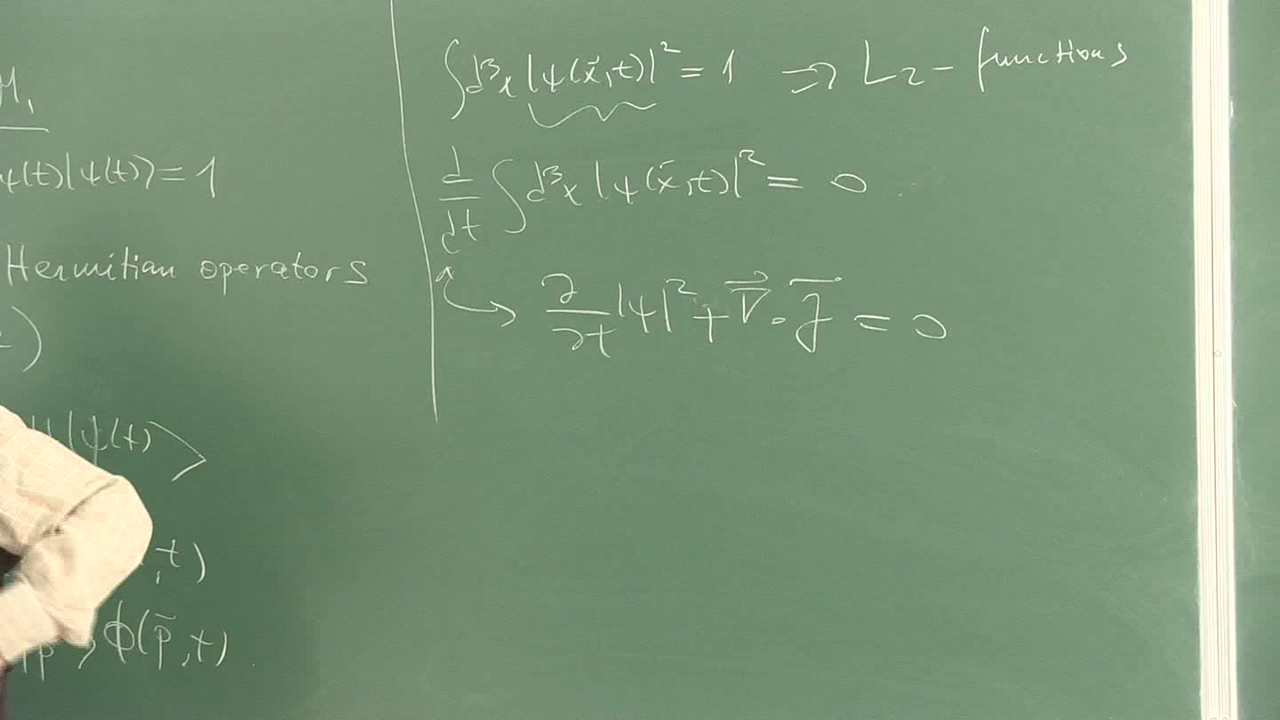 M,
ψ(t)|ψ(t)⟩ = 1
Hermitian operators
)
|ψ(t)⟩
,t)
ϕ(p̄,t)
∫d³x |ψ(x̄,t)|² = 1 ⇒ L₂ - functions
d/dt ∫d³x |ψ(x̄,t)|² = 0
↪ ∂/∂t |ψ|² + ∇⃗ · j̄ = 0